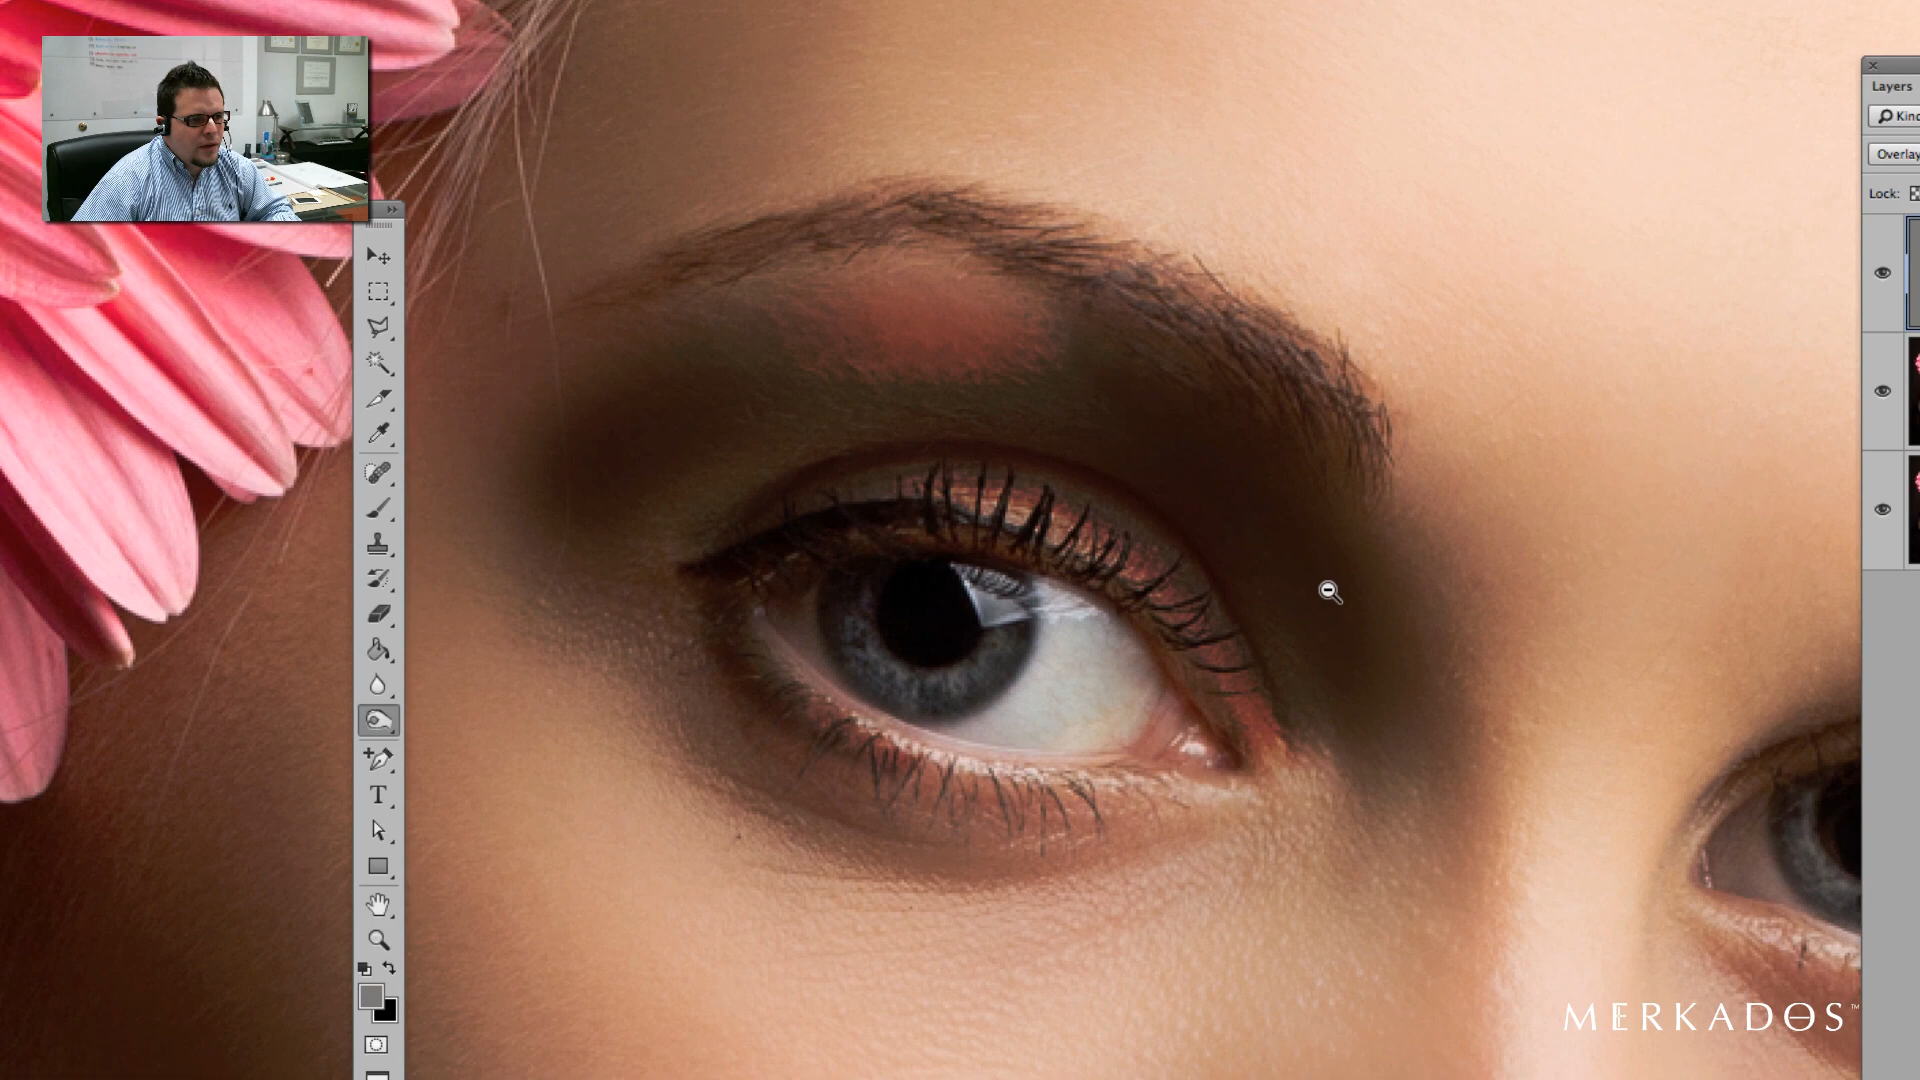 Layers
Kind
Overlay
Lock:
T
MERKADOS™